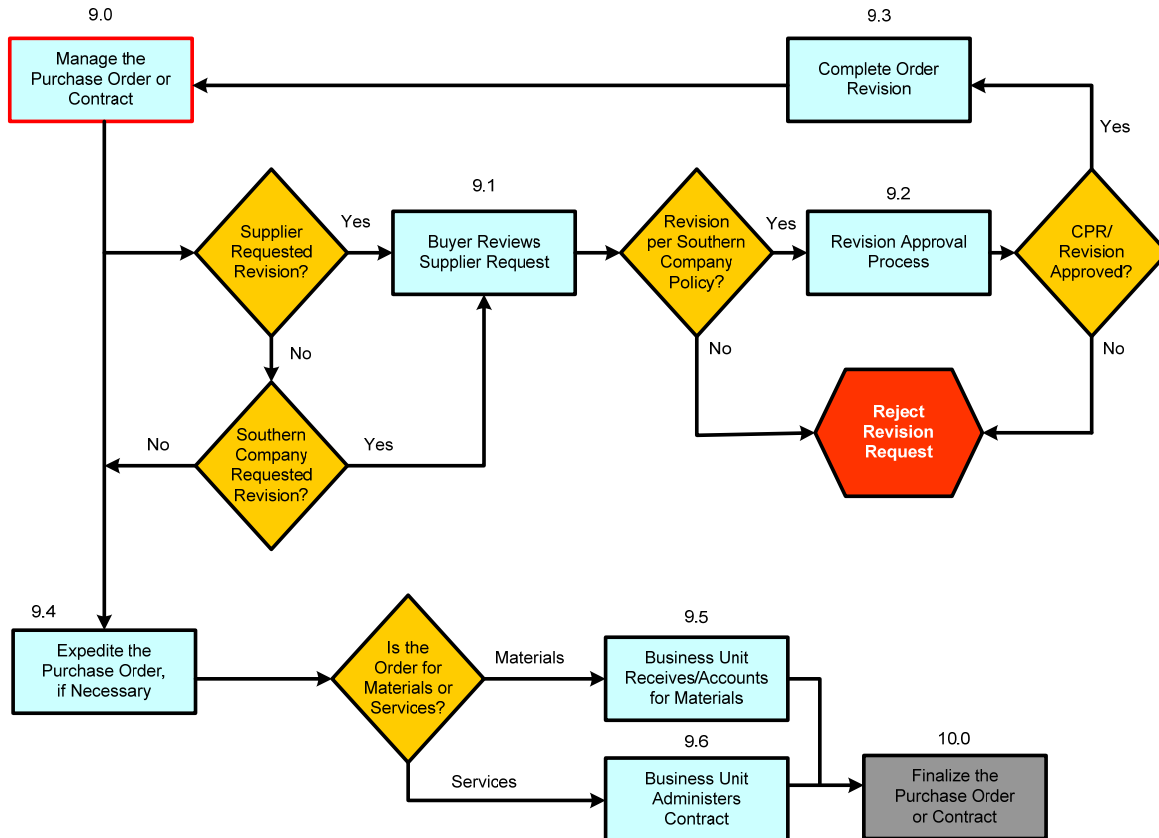 9.0
Manage the
Purchase Order or
Contract
9.3
Complete Order
Revision
Yes
Supplier
Requested
Revision?
Yes
No
9.1
Buyer Reviews
Supplier Request
Revision
per Southern
Company
Policy?
Yes
No
9.2
Revision Approval
Process
CPR/
Revision
Approved?
No
Southern
Company
Requested
Revision?
No
Yes
Reject
Revision
Request
9.4
Expedite the
Purchase Order,
if Necessary
Is the
Order for
Materials or
Services?
Materials
Services
9.5
Business Unit
Receives/Accounts
for Materials
9.6
Business Unit
Administers
Contract
10.0
Finalize the
Purchase Order
or Contract